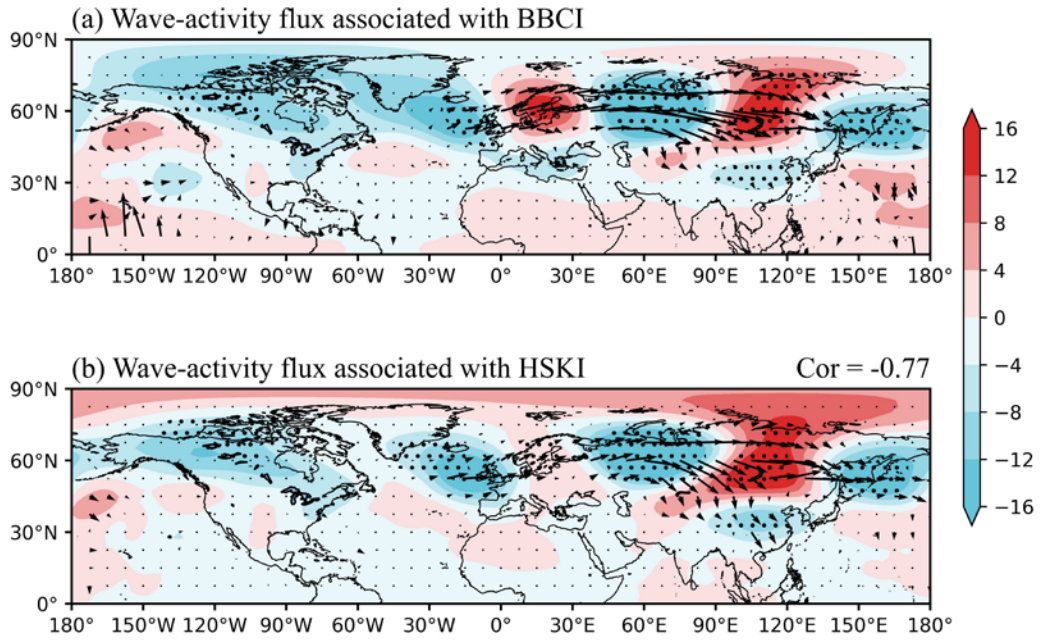 (a) Wave-activity flux associated with BBCI
90°N
60°N
30°N
0°
180° 150°W 120°W 90°W 60°W 30°W 0° 30°E 60°E 90°E 120°E 150°E 180°
(b) Wave-activity flux associated with HSKI Cor = -0.77
90°N
60°N
30°N
0°
180° 150°W 120°W 90°W 60°W 30°W 0° 30°E 60°E 90°E 120°E 150°E 180°
16
12
8
4
0
−4
−8
−12
−16